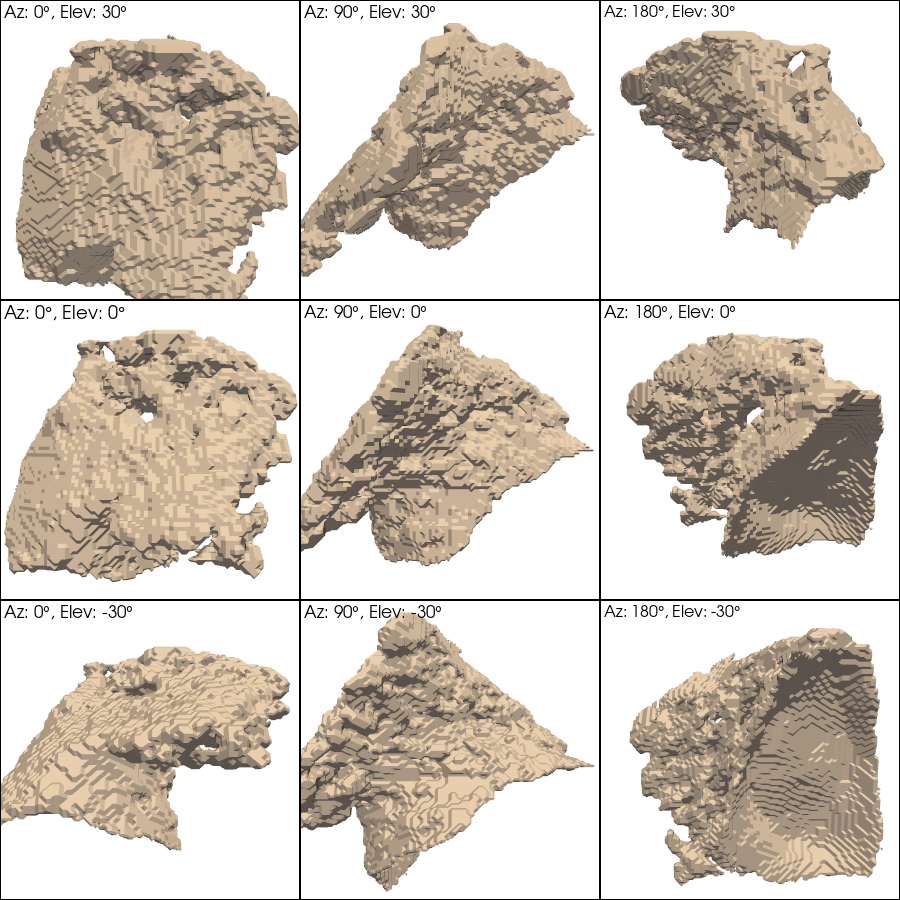 Az: 0°, Elev: 30°
Az: 90°, Elev: 30°
Az: 180°, Elev: 30°
Az: 0°, Elev: 0°
Az: 90°, Elev: 0°
Az: 180°, Elev: 0°
Az: 0°, Elev: -30°
Az: 90°, Elev: -30°
Az: 180°, Elev: -30°